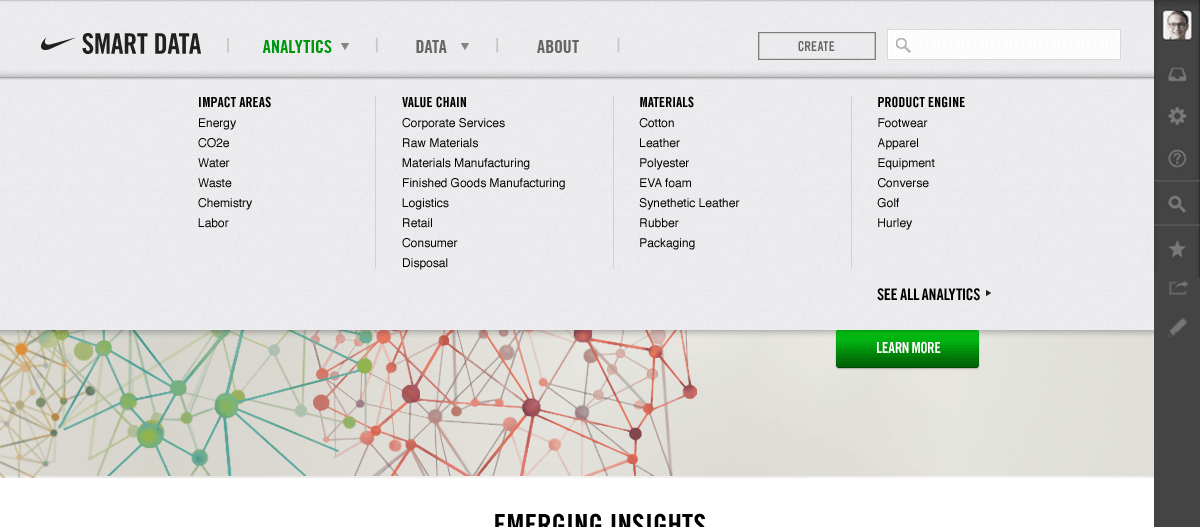 SMART DATA
ANALYTICS
DATA
ABOUT
CREATE
IMPACT AREAS
Energy
CO2e
Water
Waste
Chemistry
Labor
VALUE CHAIN
Corporate Services
Raw Materials
Materials Manufacturing
Finished Goods Manufacturing
Logistics
Retail
Consumer
Disposal
MATERIALS
Cotton
Leather
Polyester
EVA foam
Synethetic Leather
Rubber
Packaging
PRODUCT ENGINE
Footwear
Apparel
Equipment
Converse
Golf
Hurley
SEE ALL ANALYTICS
LEARN MORE
EMERGING INSIGHTS